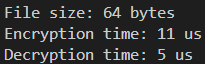 File size: 64 bytes
Encryption time: 11 us
Decryption time: 5 us